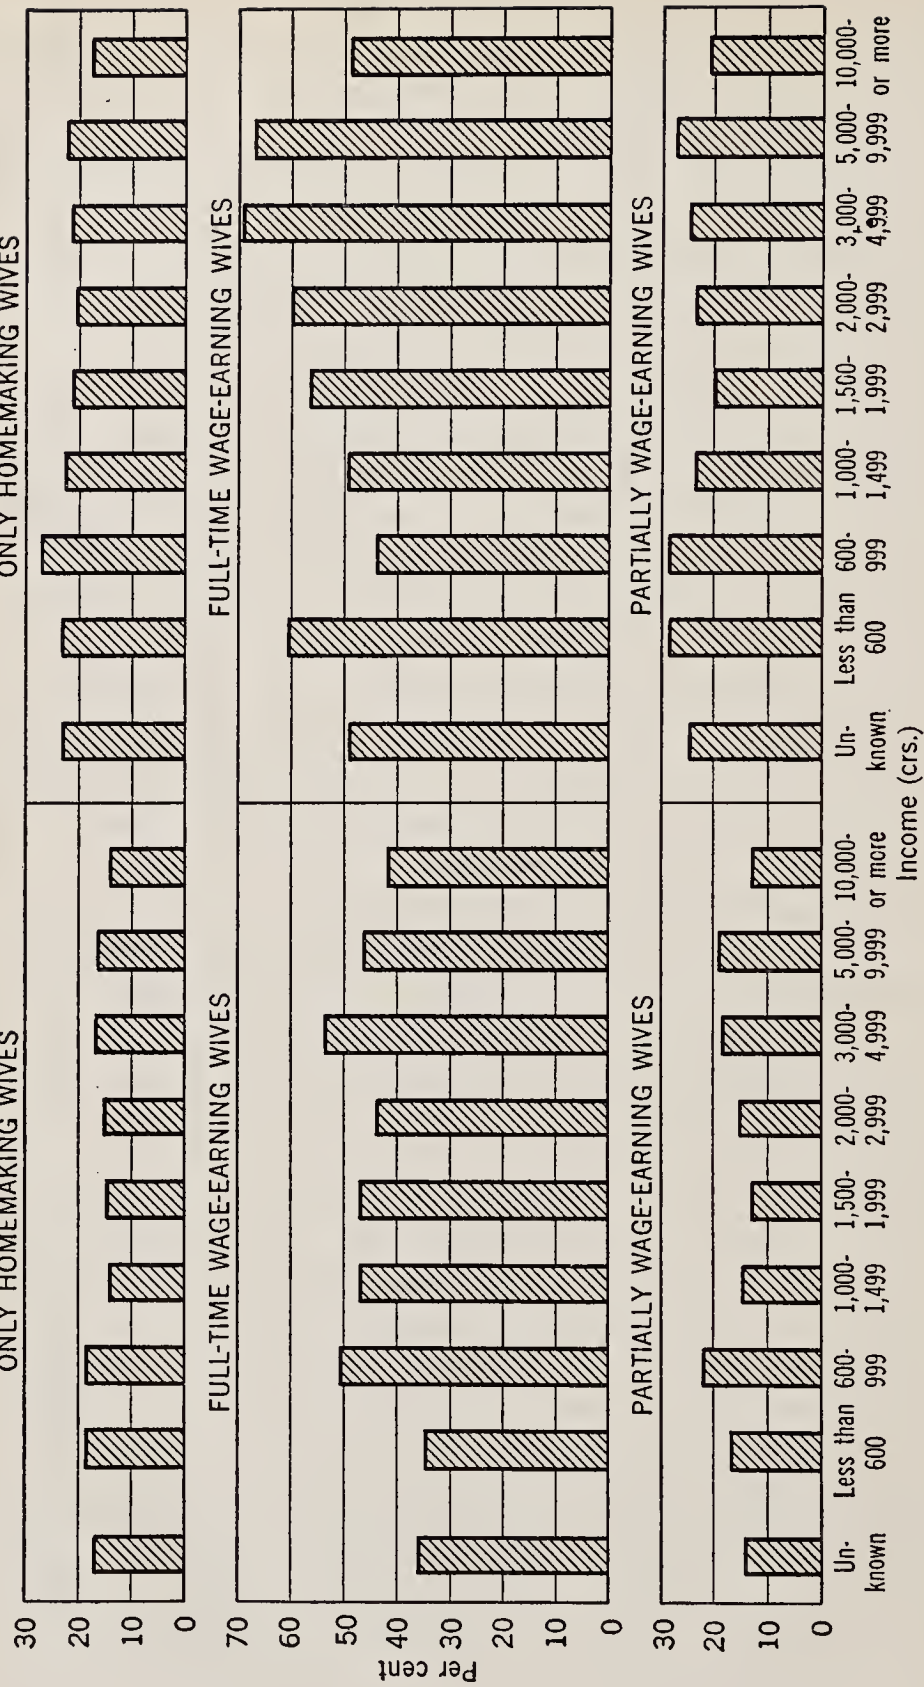 ONLY HOMEMAKING WIVES
ONLY HOMEMAKING WIVES
30
20
10
0
FULL-TIME WAGE-EARNING WIVES
FULL-TIME WAGE-EARNING WIVES
70
60
50
40
30
20
10
0
Per cent
PARTIALLY WAGE-EARNING WIVES
PARTIALLY WAGE-EARNING WIVES
30
20
10
0
Un- Less than 600- 1,000- 1,500- 2,000- 3,000- 5,000- 10,000- Un- Less than 600- 1,000- 1,500- 2,000- 3,000- 5,000- 10,000-
known 600 999 1,499 1,999 2,999 4,999 9,999 or more known 600 999 1,499 1,999 2,999 4,999 9,999 or more
Income (crs.)